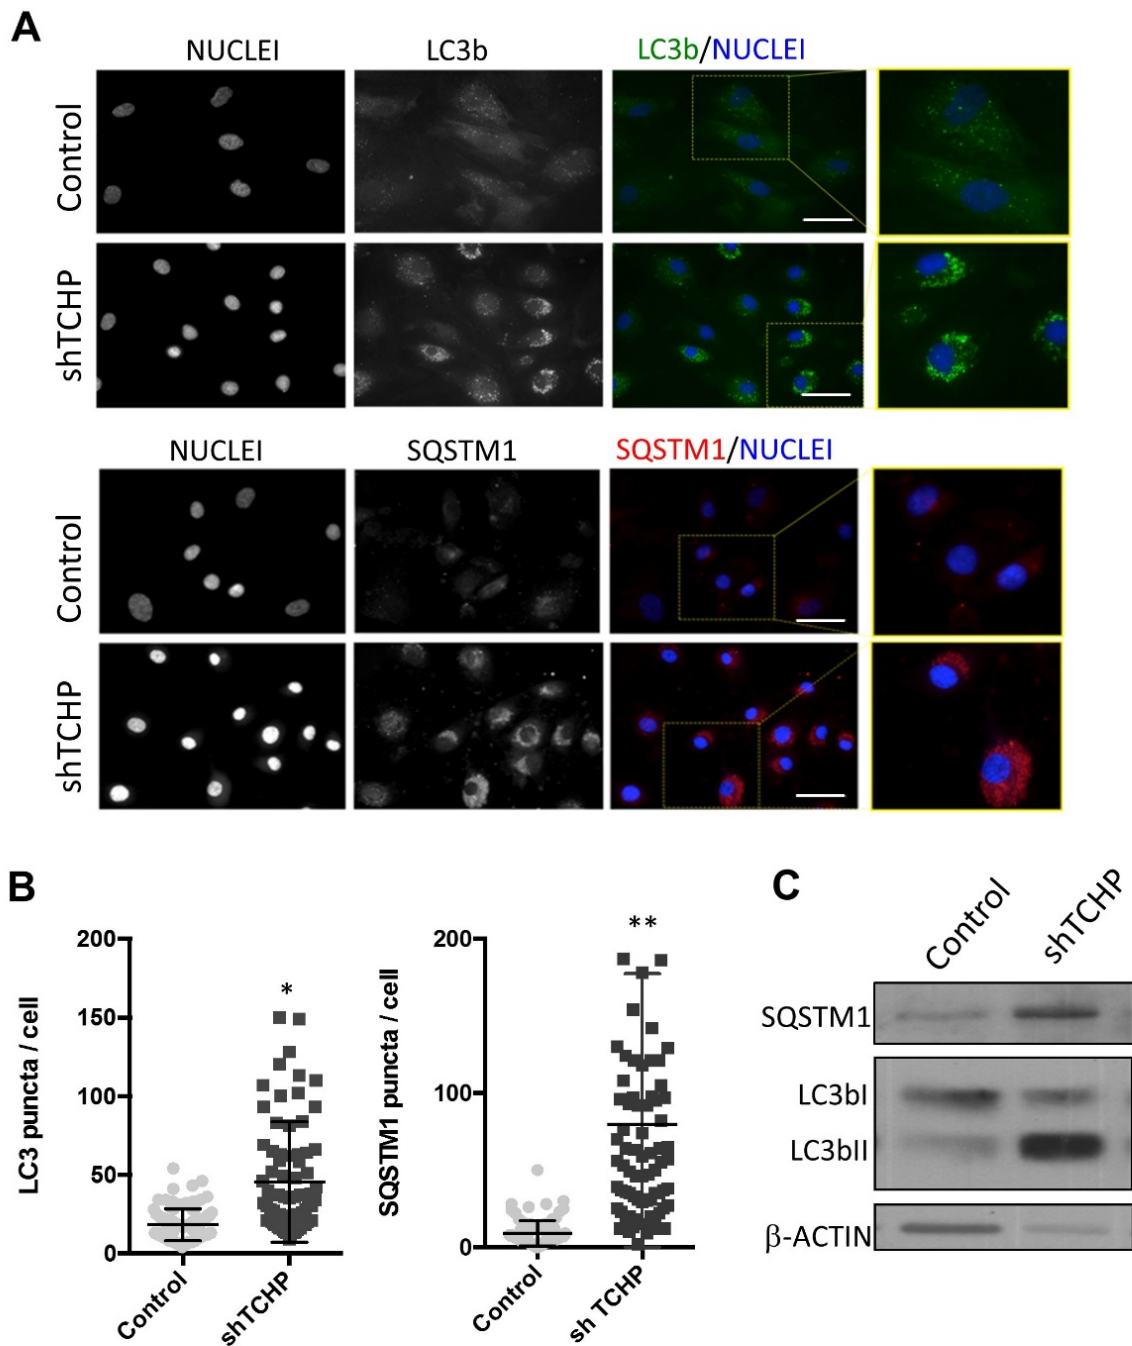 A
NUCLEI LC3b LC3b/NUCLEI
Control
shTCHP
NUCLEI SQSTM1 SQSTM1/NUCLEI
Control
shTCHP
B
LC3 puncta / cell
200
150
100
50
0
*
Control
shTCHP
SQSTM1 puncta / cell
200
100
0
**
Control
sh TCHP
C
Control
shTCHP
SQSTM1
LC3bI
LC3bII
β-ACTIN